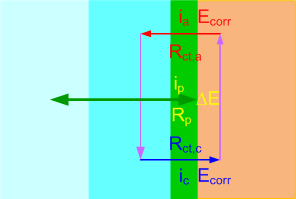 ia Ecorr
Rct,a
ip ΔE
Rp
Rct,c
ic Ecorr